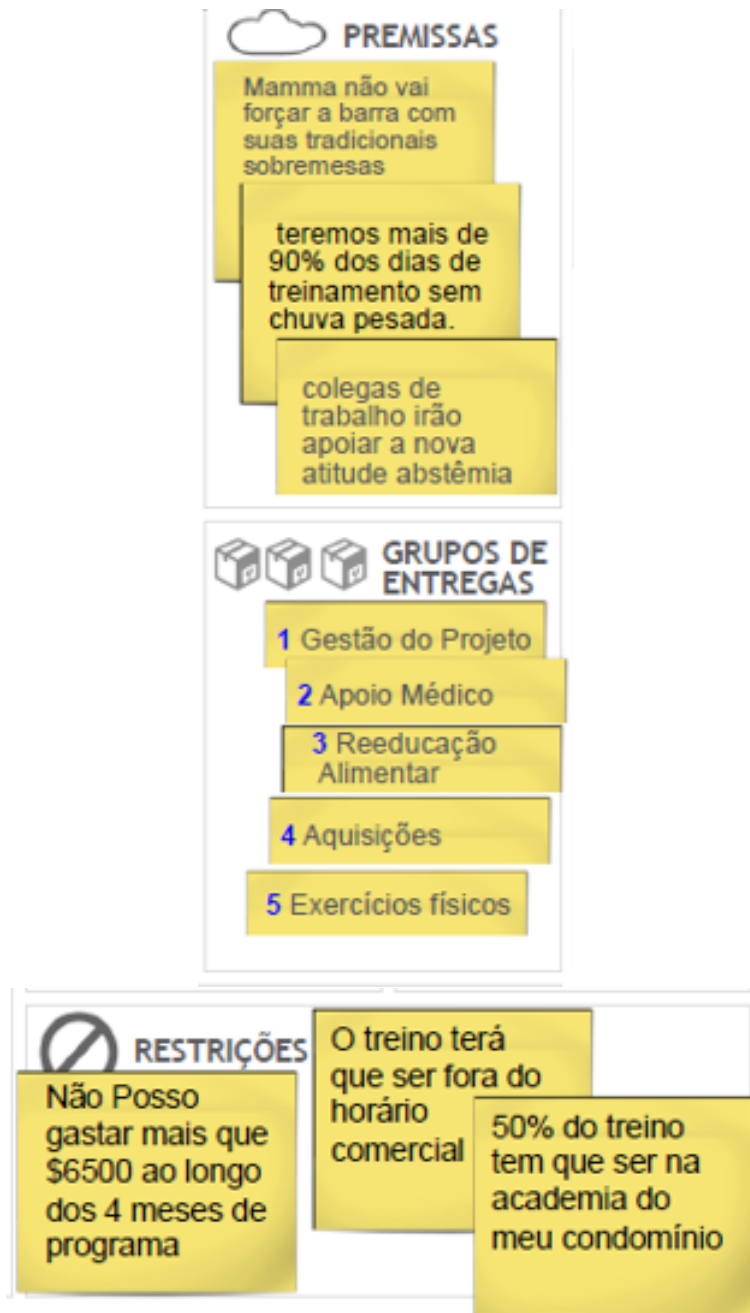 PREMISSAS
Mamma não vai
forçar a barra com
suas tradicionais
sobremesas
teremos mais de
90% dos dias de
treinamento sem
chuva pesada.
colegas de
trabalho irão
apoiar a nova
atitude abstêmia
GRUPOS DE
ENTREGAS
1 Gestão do Projeto
2 Apoio Médico
3 Reeducação
Alimentar
4 Aquisições
5 Exercícios físicos
RESTRIÇÕES
Não Posso
gastar mais que
$6500 ao longo
dos 4 meses de
programa
O treino terá
que ser fora do
horário
comercial
50% do treino
tem que ser na
academia do
meu condomínio